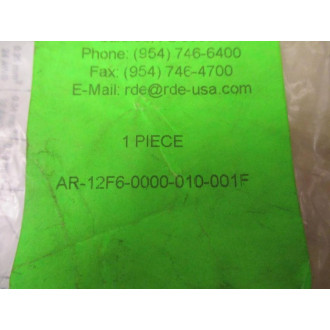 Phone: (954) 746-6400
Fax: (954) 746-4700
E-Mail: rde@rde-usa.com
1 PIECE
AR-12F6-0000-010-001F